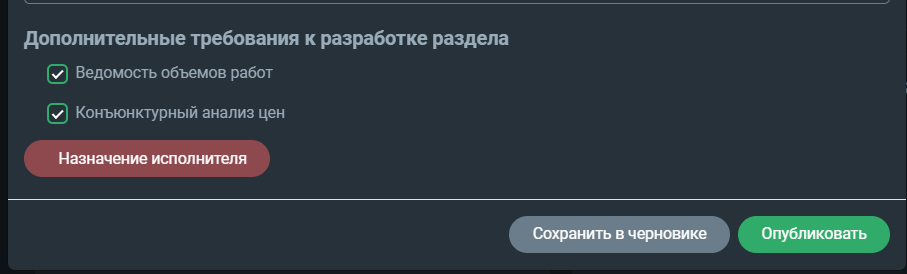 Дополнительные требования к разработке раздела
Ведомость объемов работ
Конъюнктурный анализ цен
Назначение исполнителя
Сохранить в черновике
Опубликовать